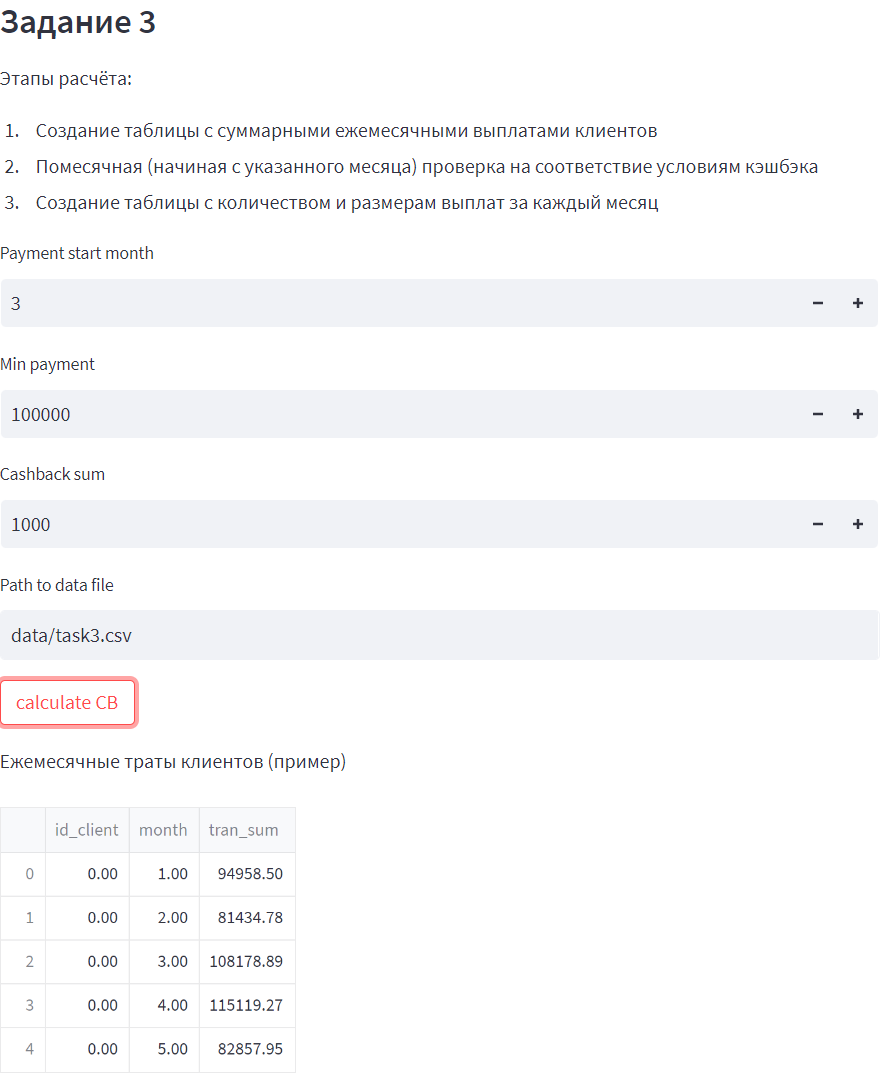 Задание 3
Этапы расчёта:
1. Создание таблицы с суммарными ежемесячными выплатами клиентов
2. Помесячная (начиная с указанного месяца) проверка на соответствие условиям кэшбэка
3. Создание таблицы с количеством и размерам выплат за каждый месяц
Payment start month
3 − +
Min payment
100000 − +
Cashback sum
1000 − +
Path to data file
data/task3.csv
calculate CB
Ежемесячные траты клиентов (пример)
id_client month tran_sum
0 0.00 1.00 94958.50
1 0.00 2.00 81434.78
2 0.00 3.00 108178.89
3 0.00 4.00 115119.27
4 0.00 5.00 82857.95